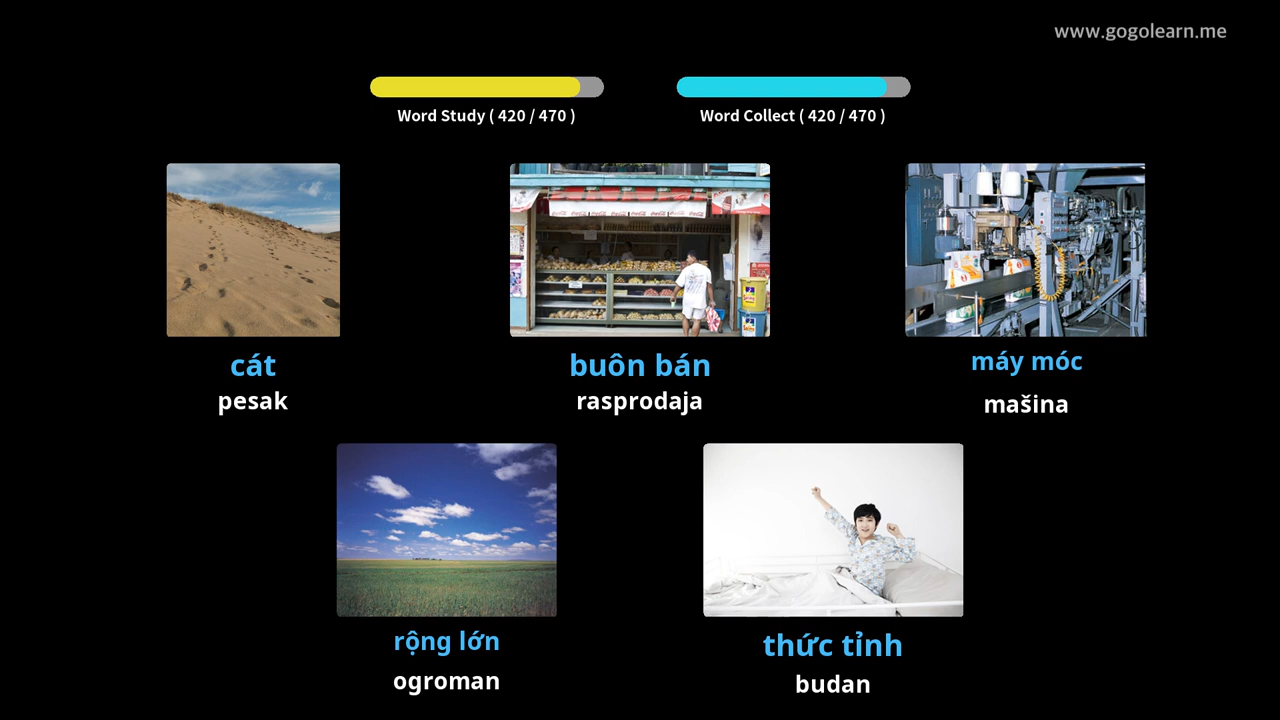 www.gogolearn.me
Word Study ( 420 / 470 )
Word Collect ( 420 / 470 )
cát
pesak
buôn bán
rasprodaja
máy móc
mašina
rộng lớn
ogroman
thức tỉnh
budan